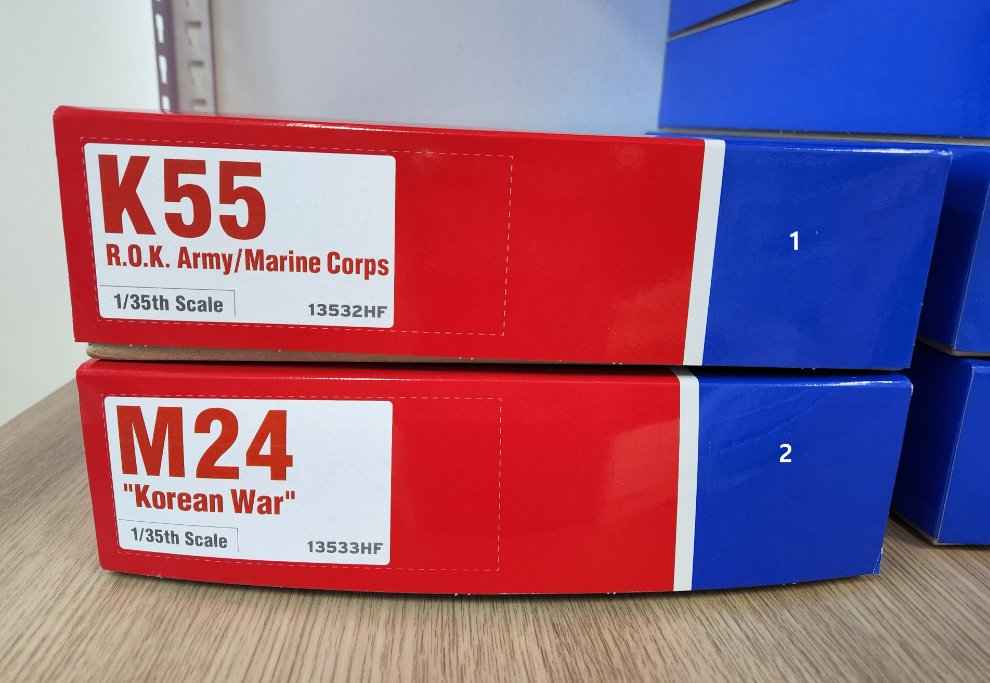 K55
R.O.K. Army/Marine Corps
1/35th Scale
13532HF
1
M24
"Korean War"
1/35th Scale
13533HF
2